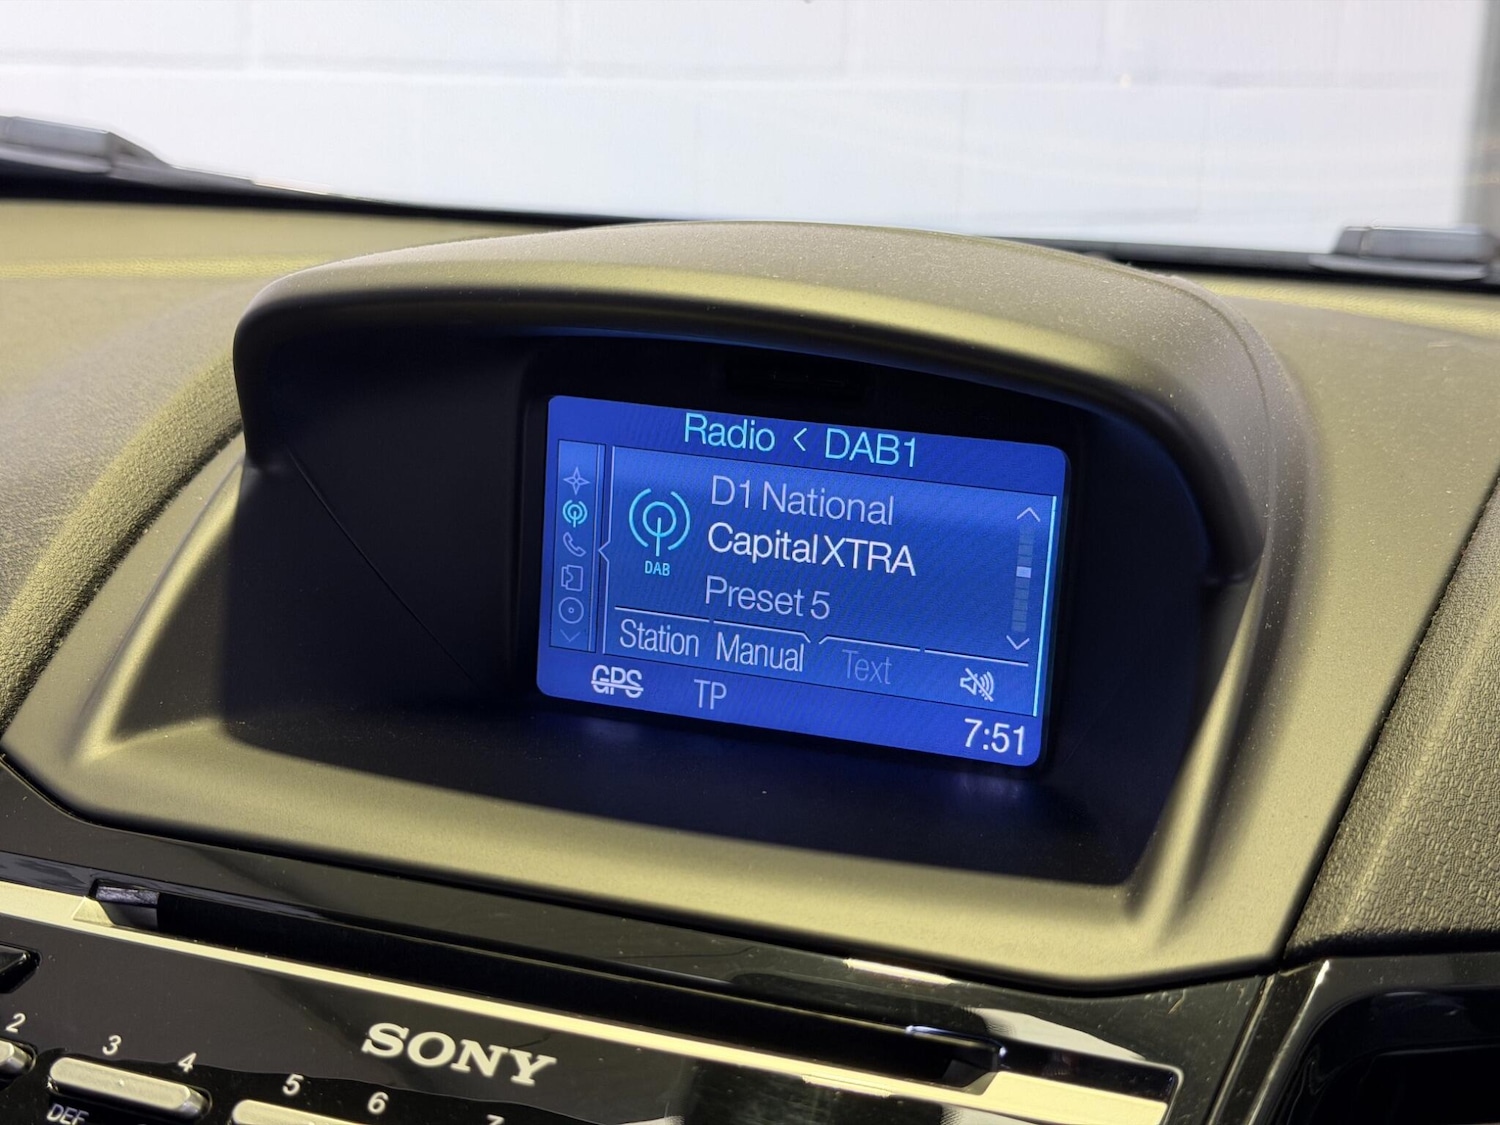 Radio < DAB1
D1 National
Capital XTRA
DAB
Preset 5
Station Manual Text
GPS TP
7:51
SONY
2 3 4 5 6 7
DEF